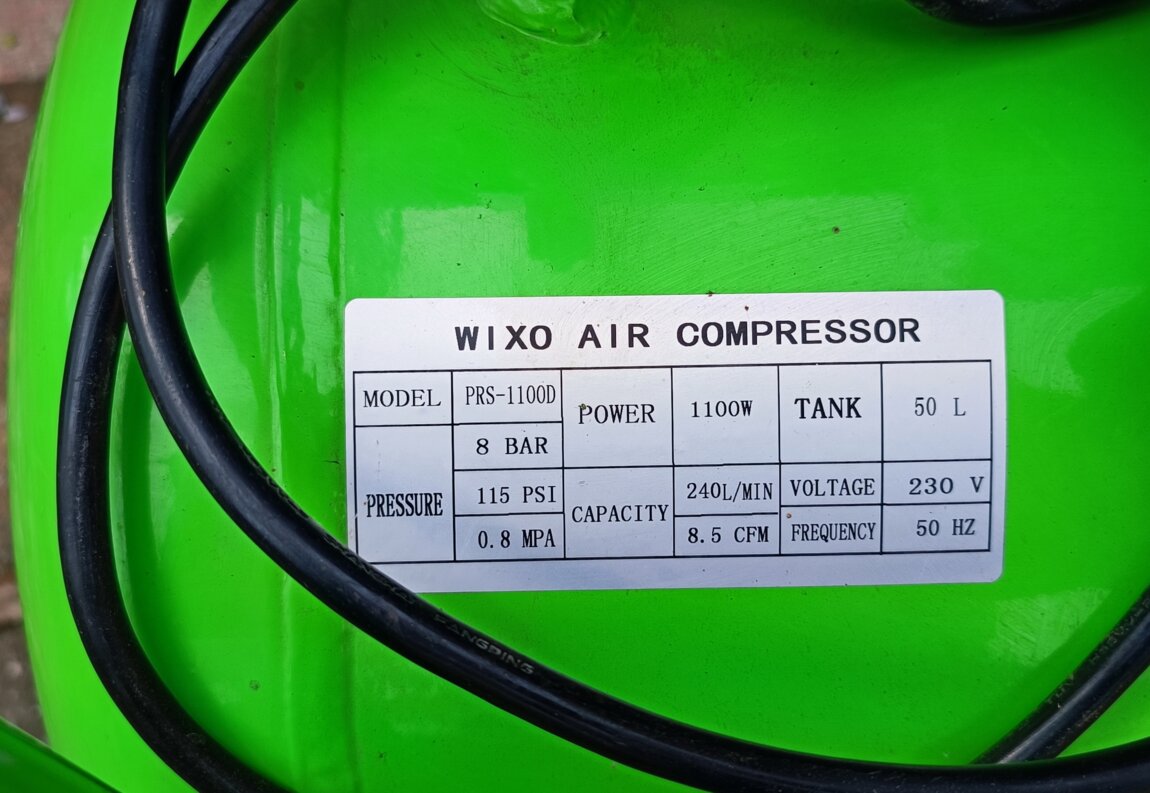 WIXO AIR COMPRESSOR
MODEL PRS-1100D POWER 1100W TANK 50 L
PRESSURE 8 BAR
115 PSI CAPACITY 240L/MIN VOLTAGE 230 V
0.8 MPA 8.5 CFM FREQUENCY 50 HZ